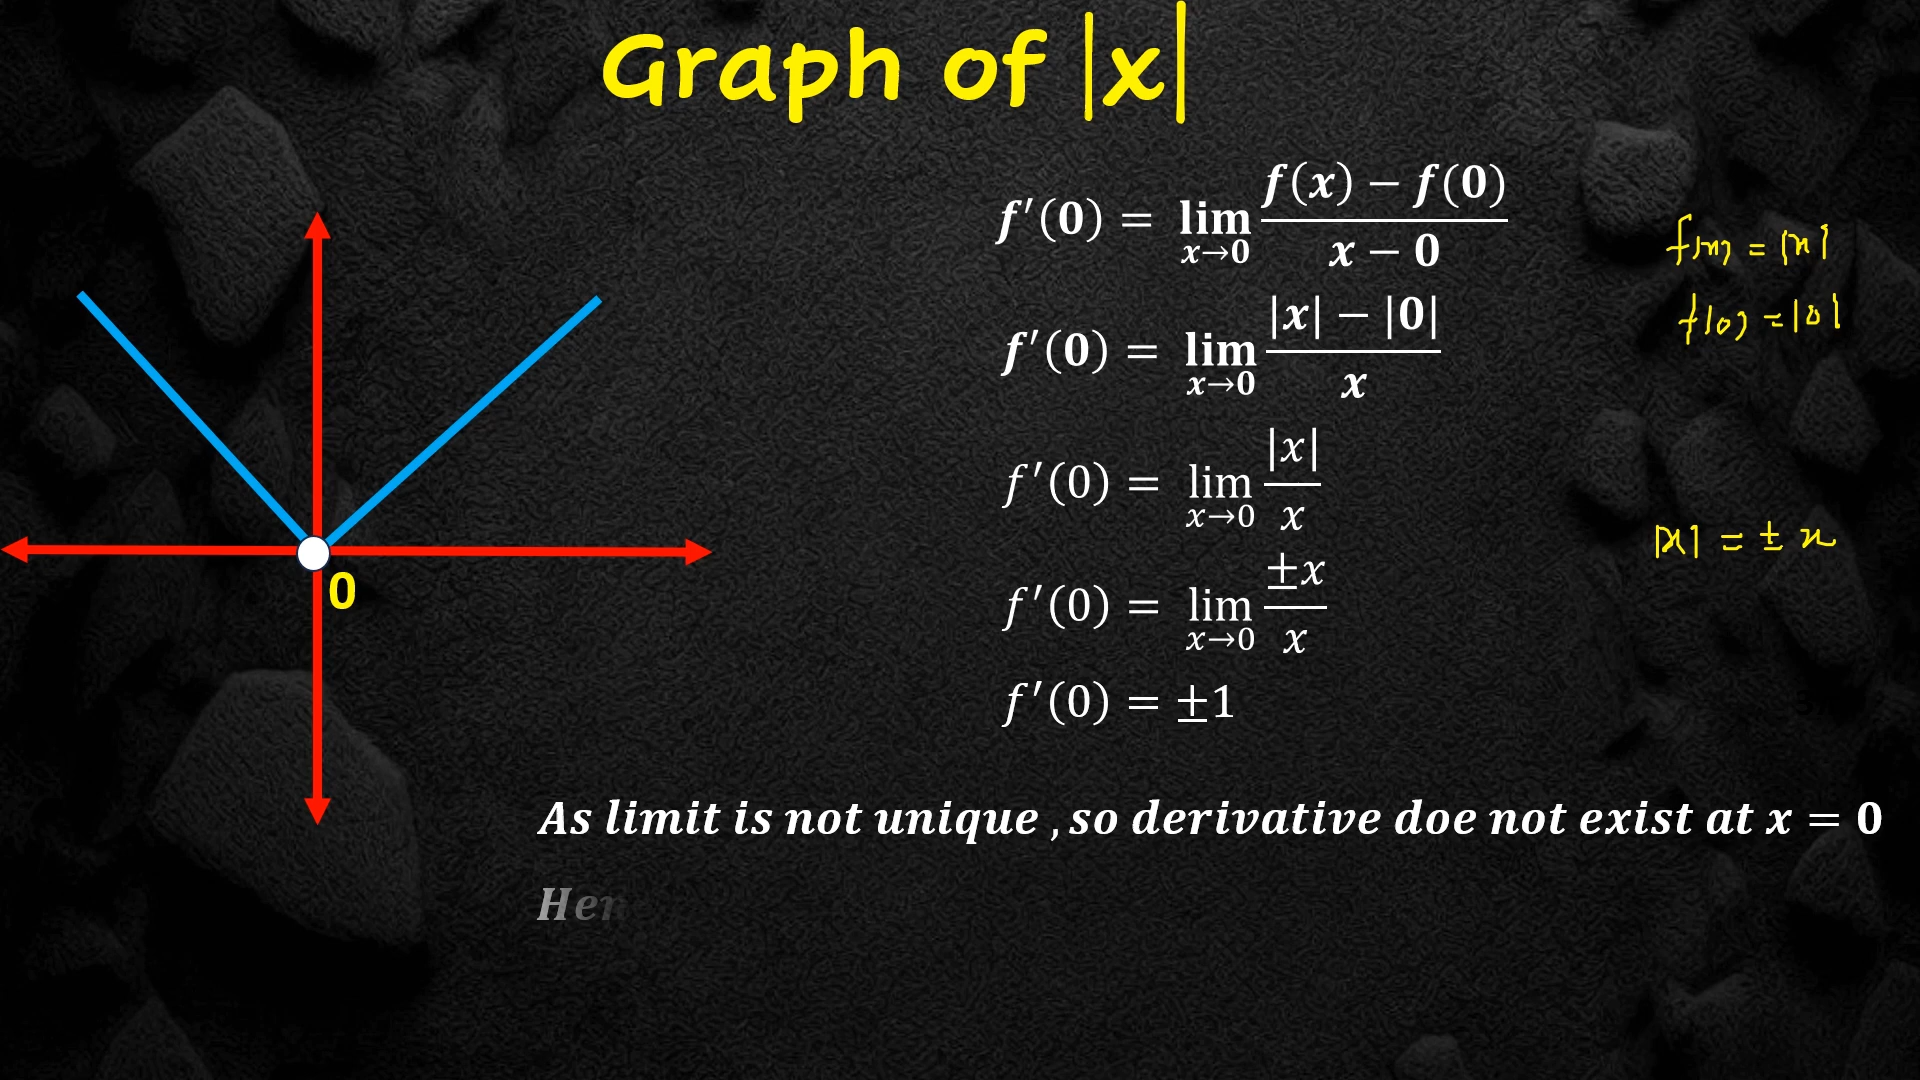 Graph of |x|
f′(0) = lim x→0 (f(x) − f(0))/(x − 0)
f(x) = |x|
f′(0) = lim x→0 (|x| − |0|)/x
f(0) = |0|
f′(0) = lim x→0 |x|/x
|x| = ± x
f′(0) = lim x→0 ±x/x
0
f′(0) = ±1
As limit is not unique , so derivative doe not exist at x = 0
Hen